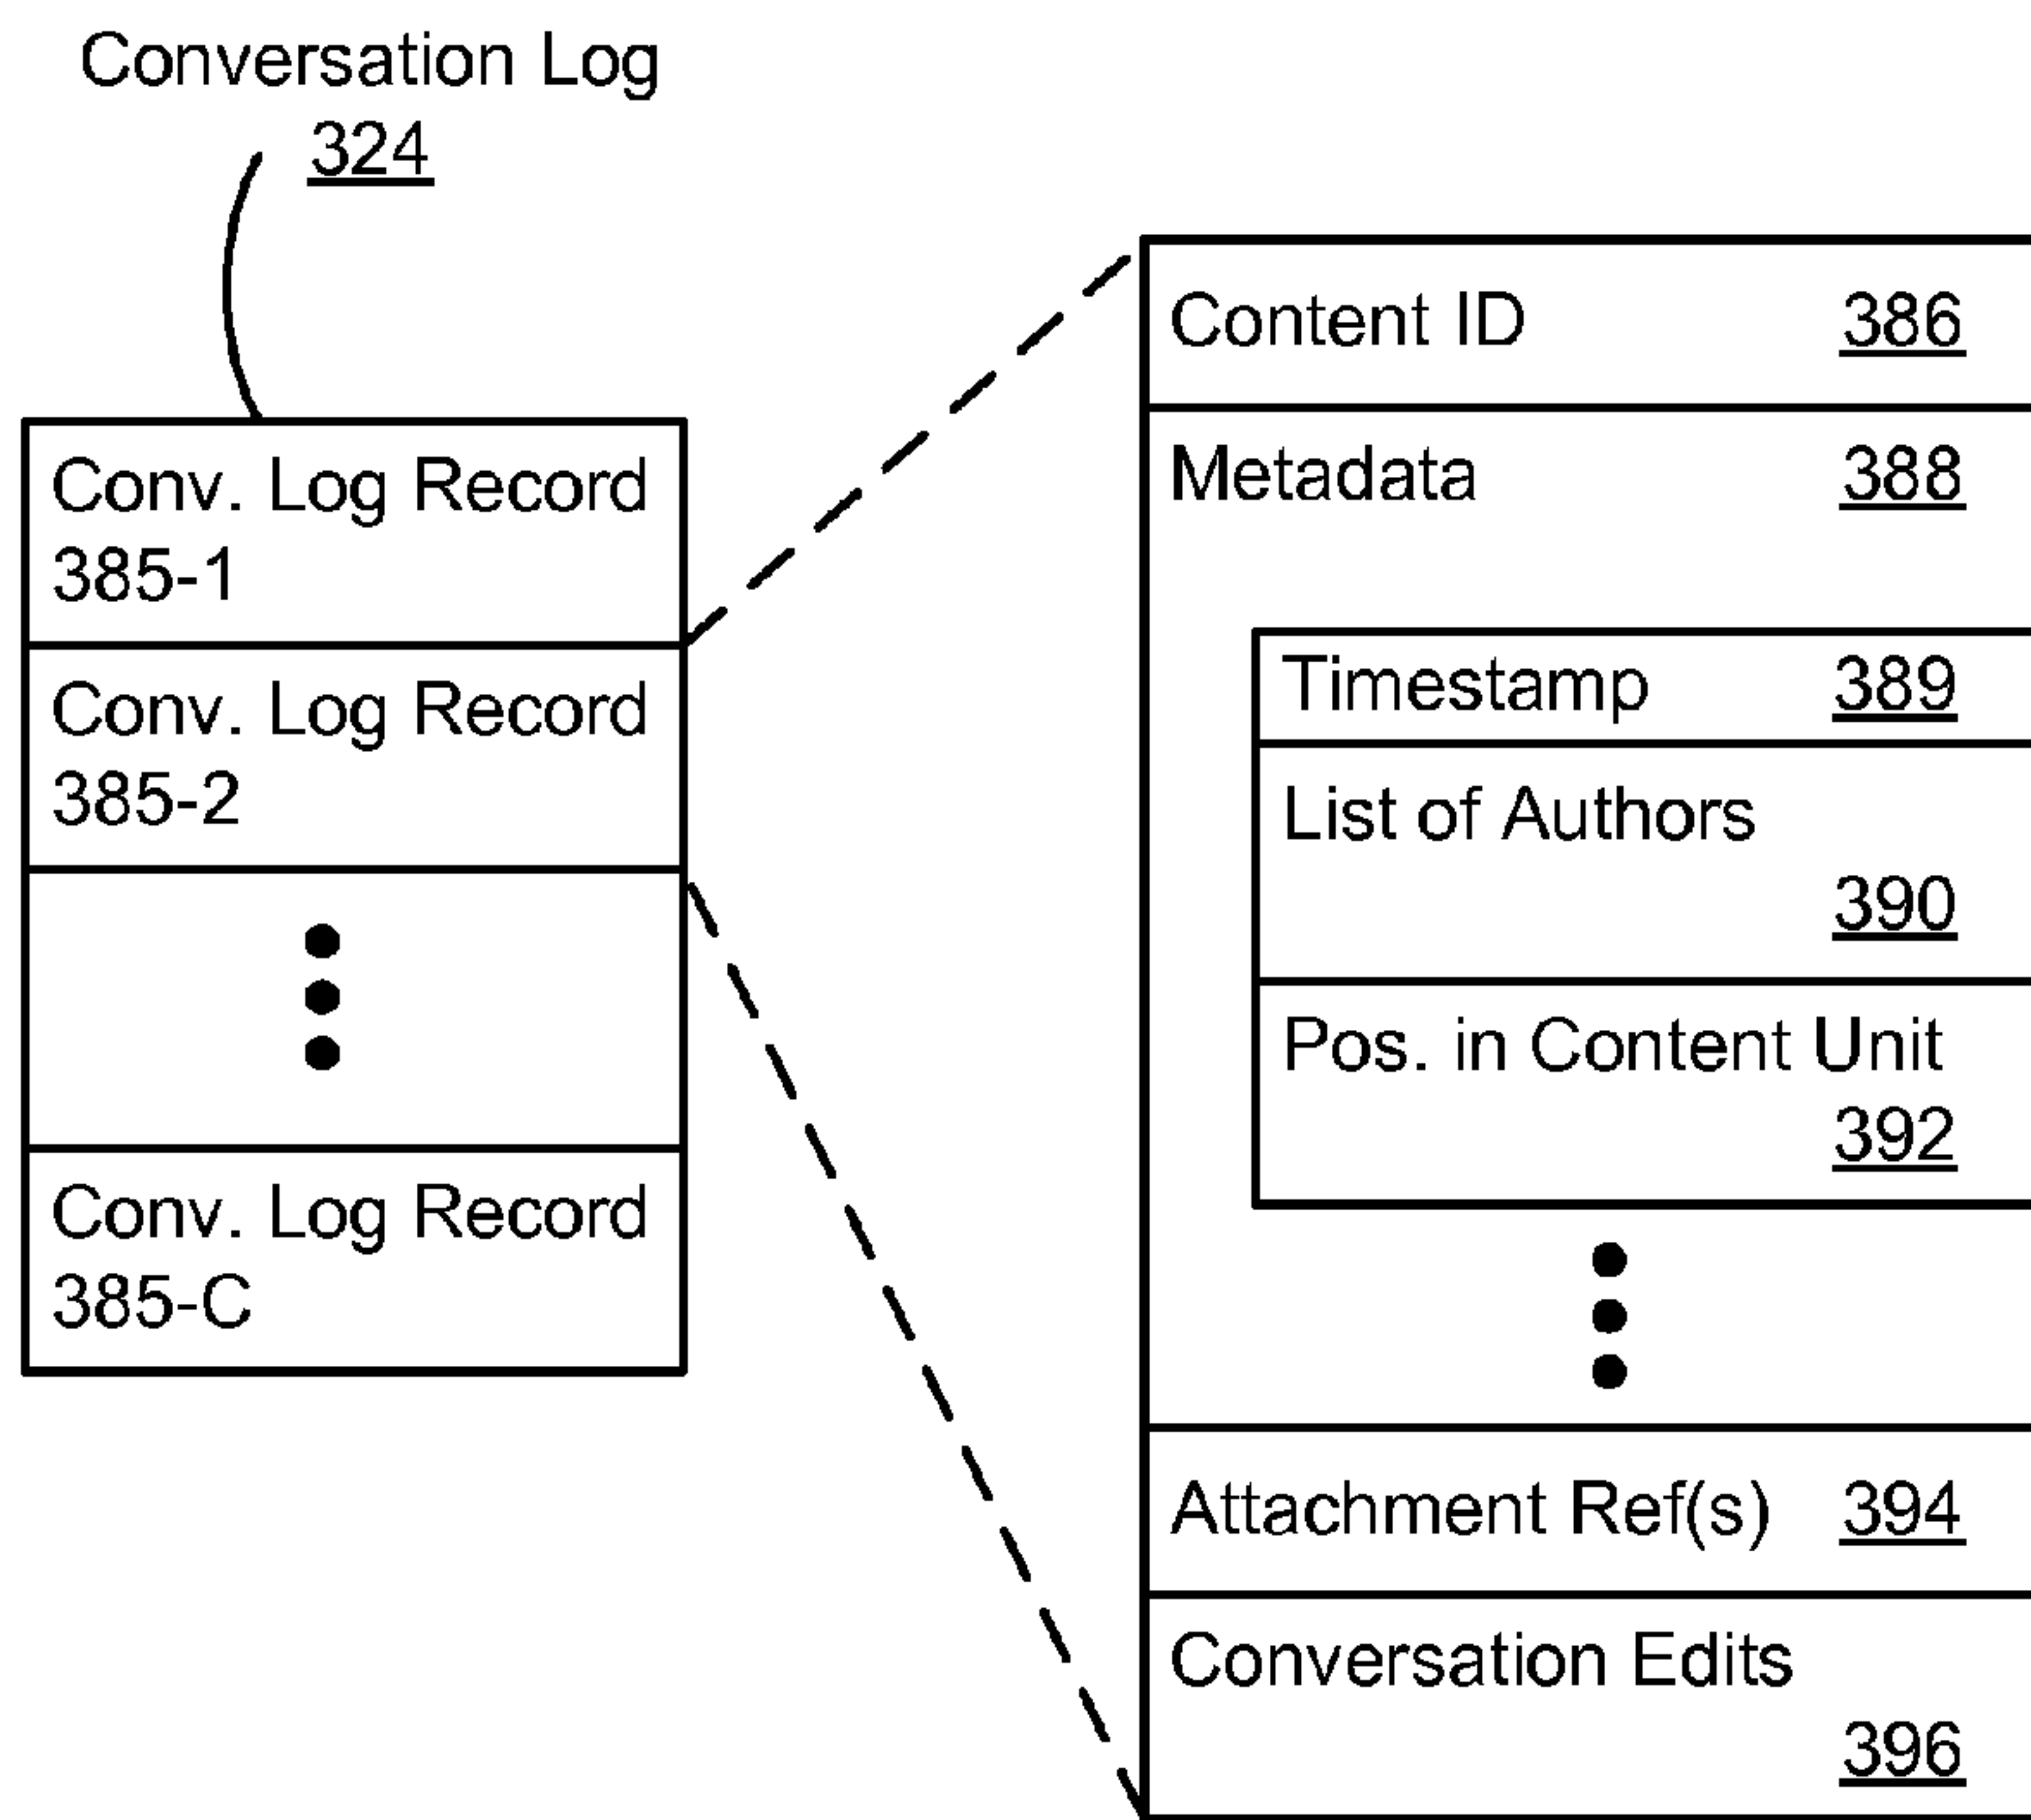 Conversation Log
324
Conv. Log Record
385-1
Conv. Log Record
385-2
Conv. Log Record
385-C
Content ID 386
Metadata 388
Timestamp 389
List of Authors
390
Pos. in Content Unit
392
Attachment Ref(s) 394
Conversation Edits
396